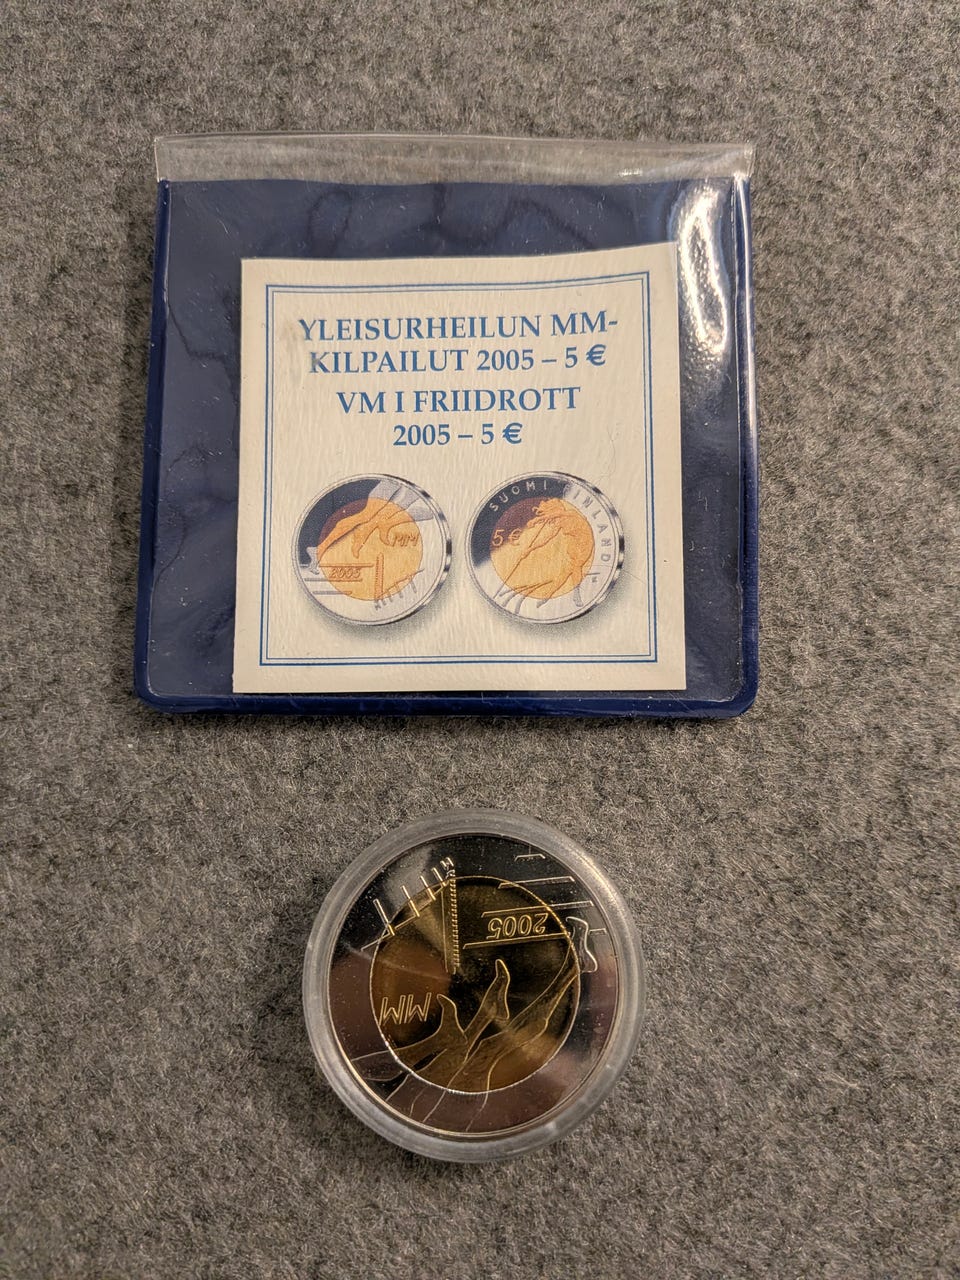 YLEISURHEILUN MM-
KILPAILUT 2005 – 5 €
VM I FRIIDROTT
2005 – 5 €
MM
2005
SUOMI FINLAND
5 €
2005
MM